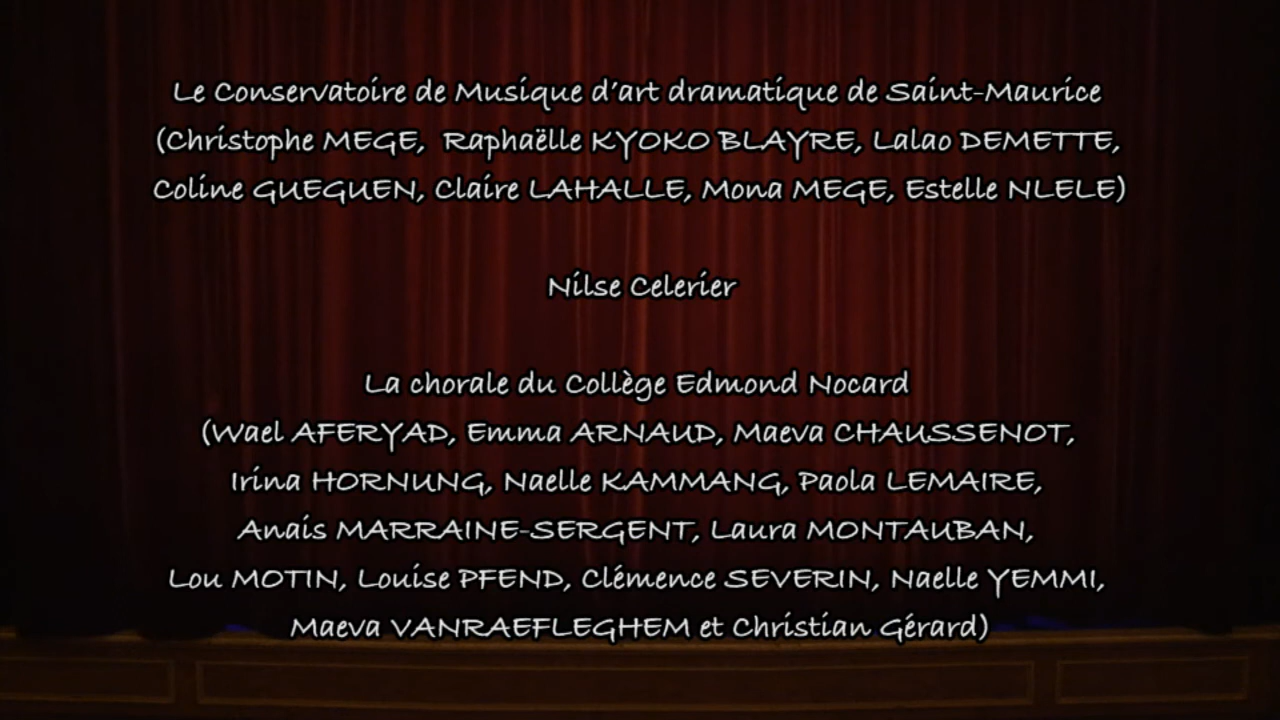 Le Conservatoire de Musique d'art dramatique de Saint-Maurice
(Christophe MEGE, Raphaëlle KYOKO BLAYRE, Lalao DEMETTE,
Coline GUEGUEN, Claire LAHALLE, Mona MEGE, Estelle NLELE)
Nilse Celerier
La chorale du Collège Edmond Nocard
(Wael AFERYAD, Emma ARNAUD, Maeva CHAUSSENOT,
Irina HORNUNG, Naelle KAMMANG, Paola LEMAIRE,
Anais MARRAINE-SERGENT, Laura MONTAUBAN,
Lou MOTIN, Louise PFEND, Clémence SEVERIN, Naelle YEMMI,
Maeva VANRAEFLEGHEM et Christian Gérard)